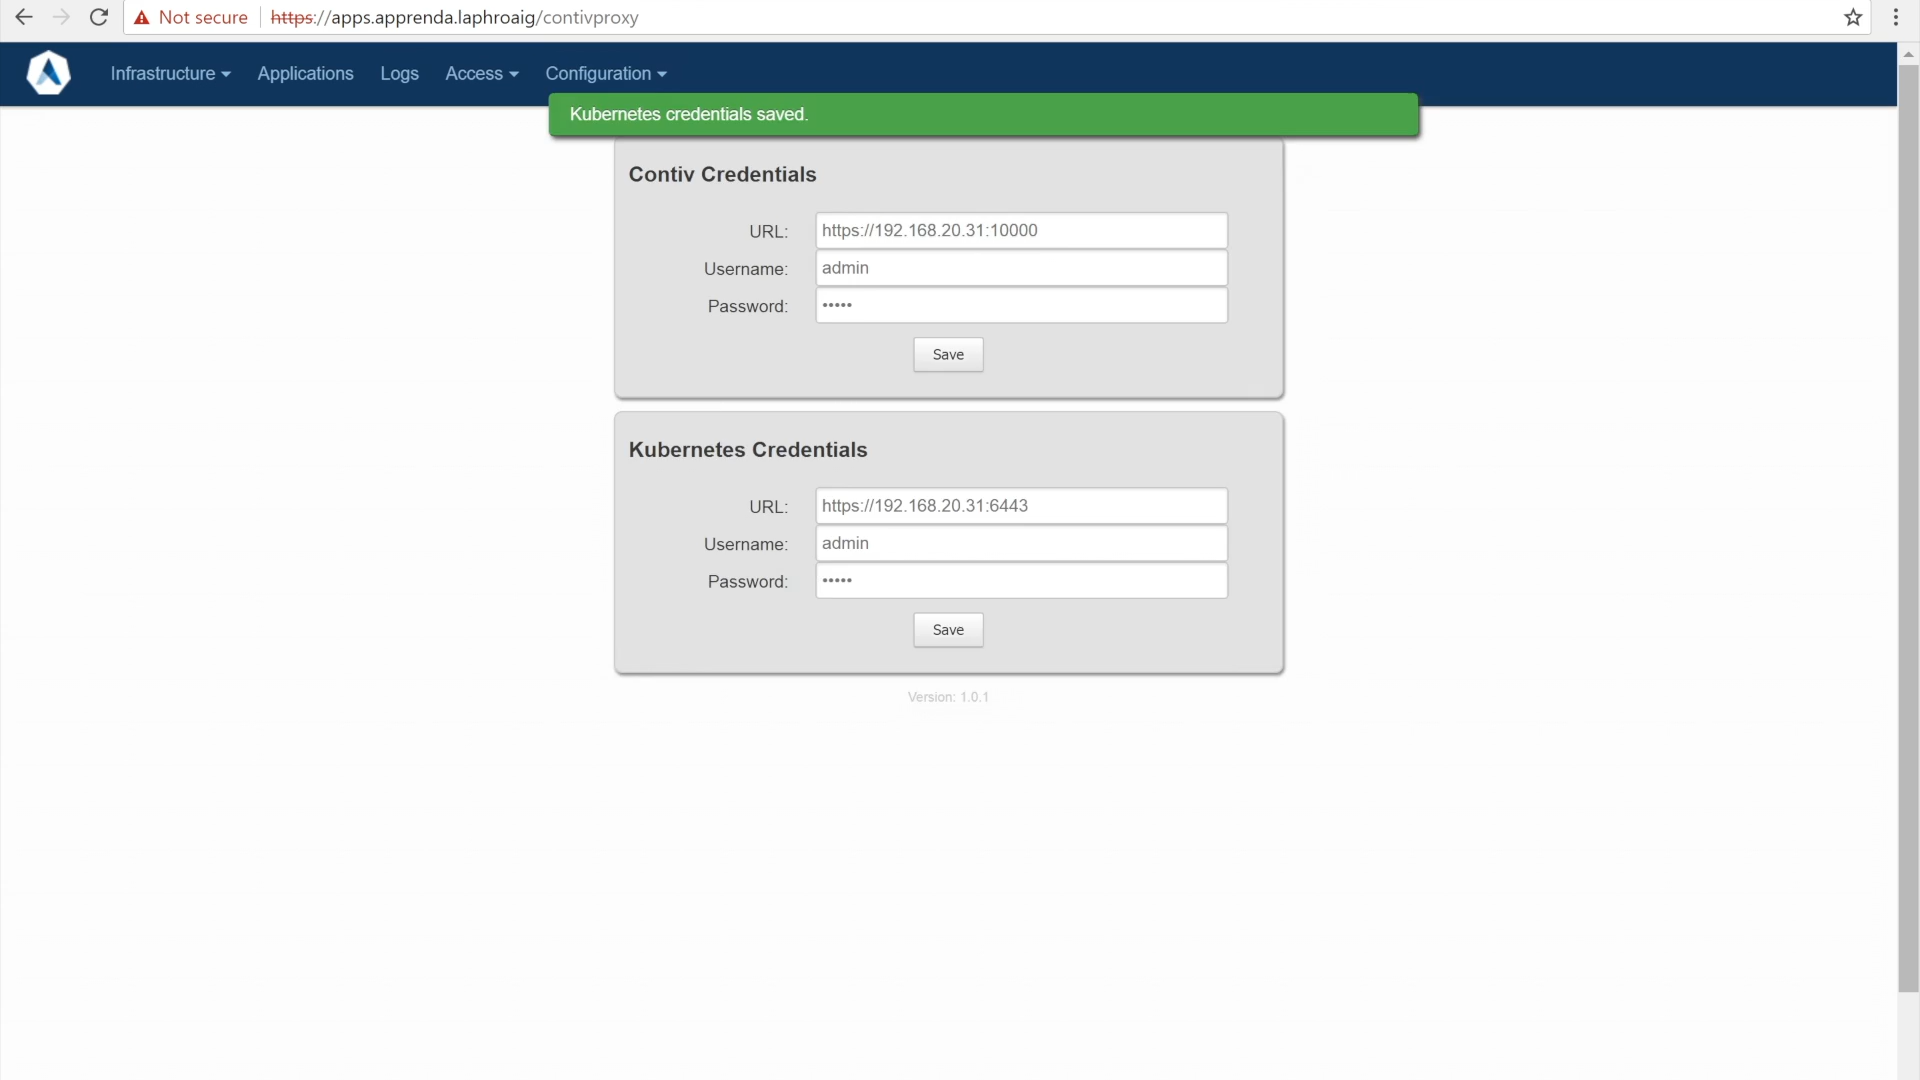 Not secure https://apps.apprenda.laphroaig/contivproxy
Infrastructure Applications Logs Access Configuration
Kubernetes credentials saved.
Contiv Credentials
URL: https://192.168.20.31:10000
Username: admin
Password: •••••
Save
Kubernetes Credentials
URL: https://192.168.20.31:6443
Username: admin
Password: •••••
Save
Version: 1.0.1